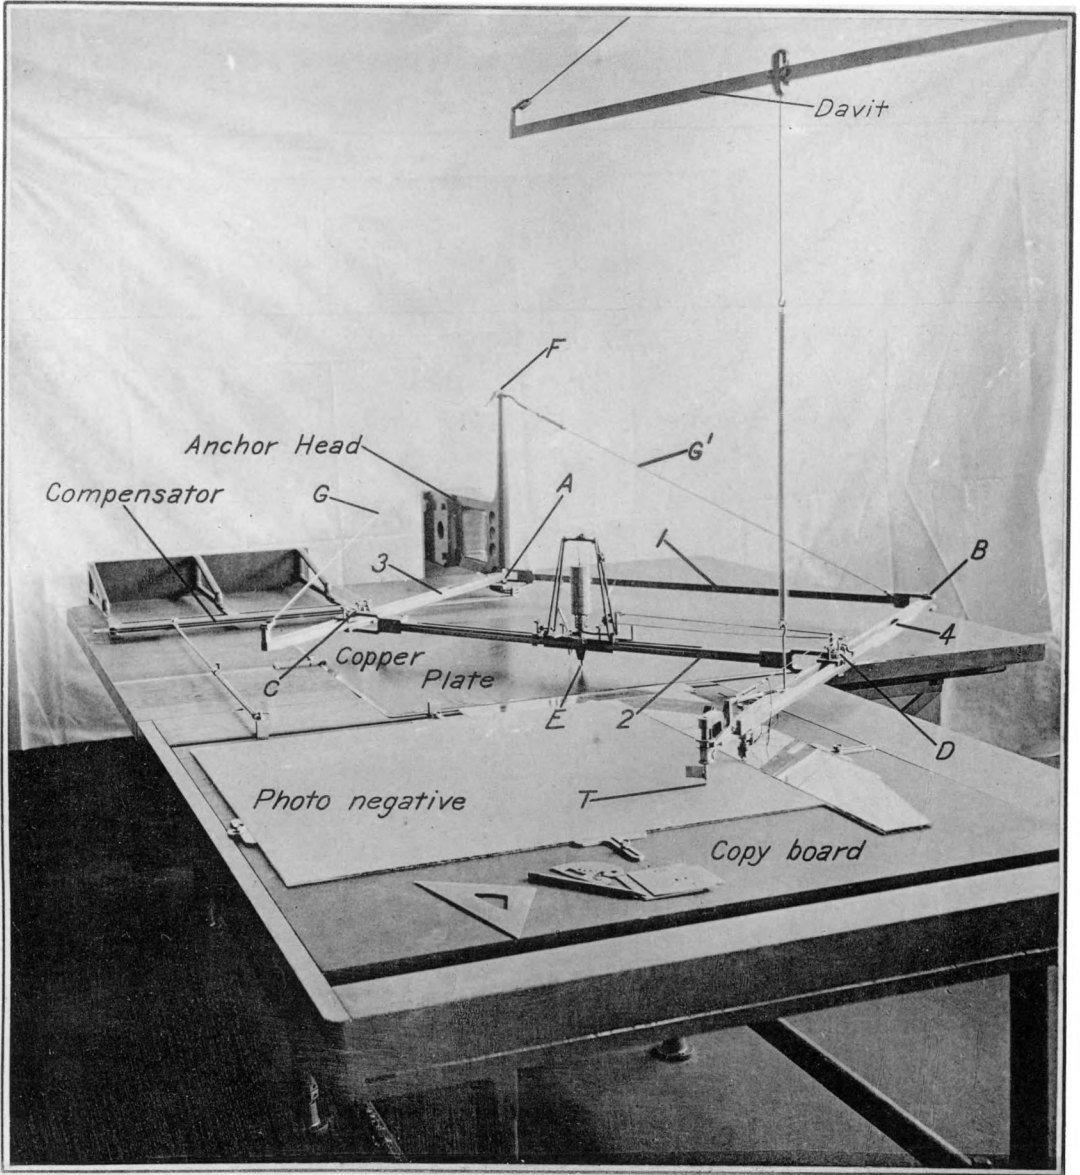 Davit
F
Anchor Head
G'
Compensator
G
A
1
3
B
4
Copper
Plate
C
E
2
D
Photo negative
T
Copy board